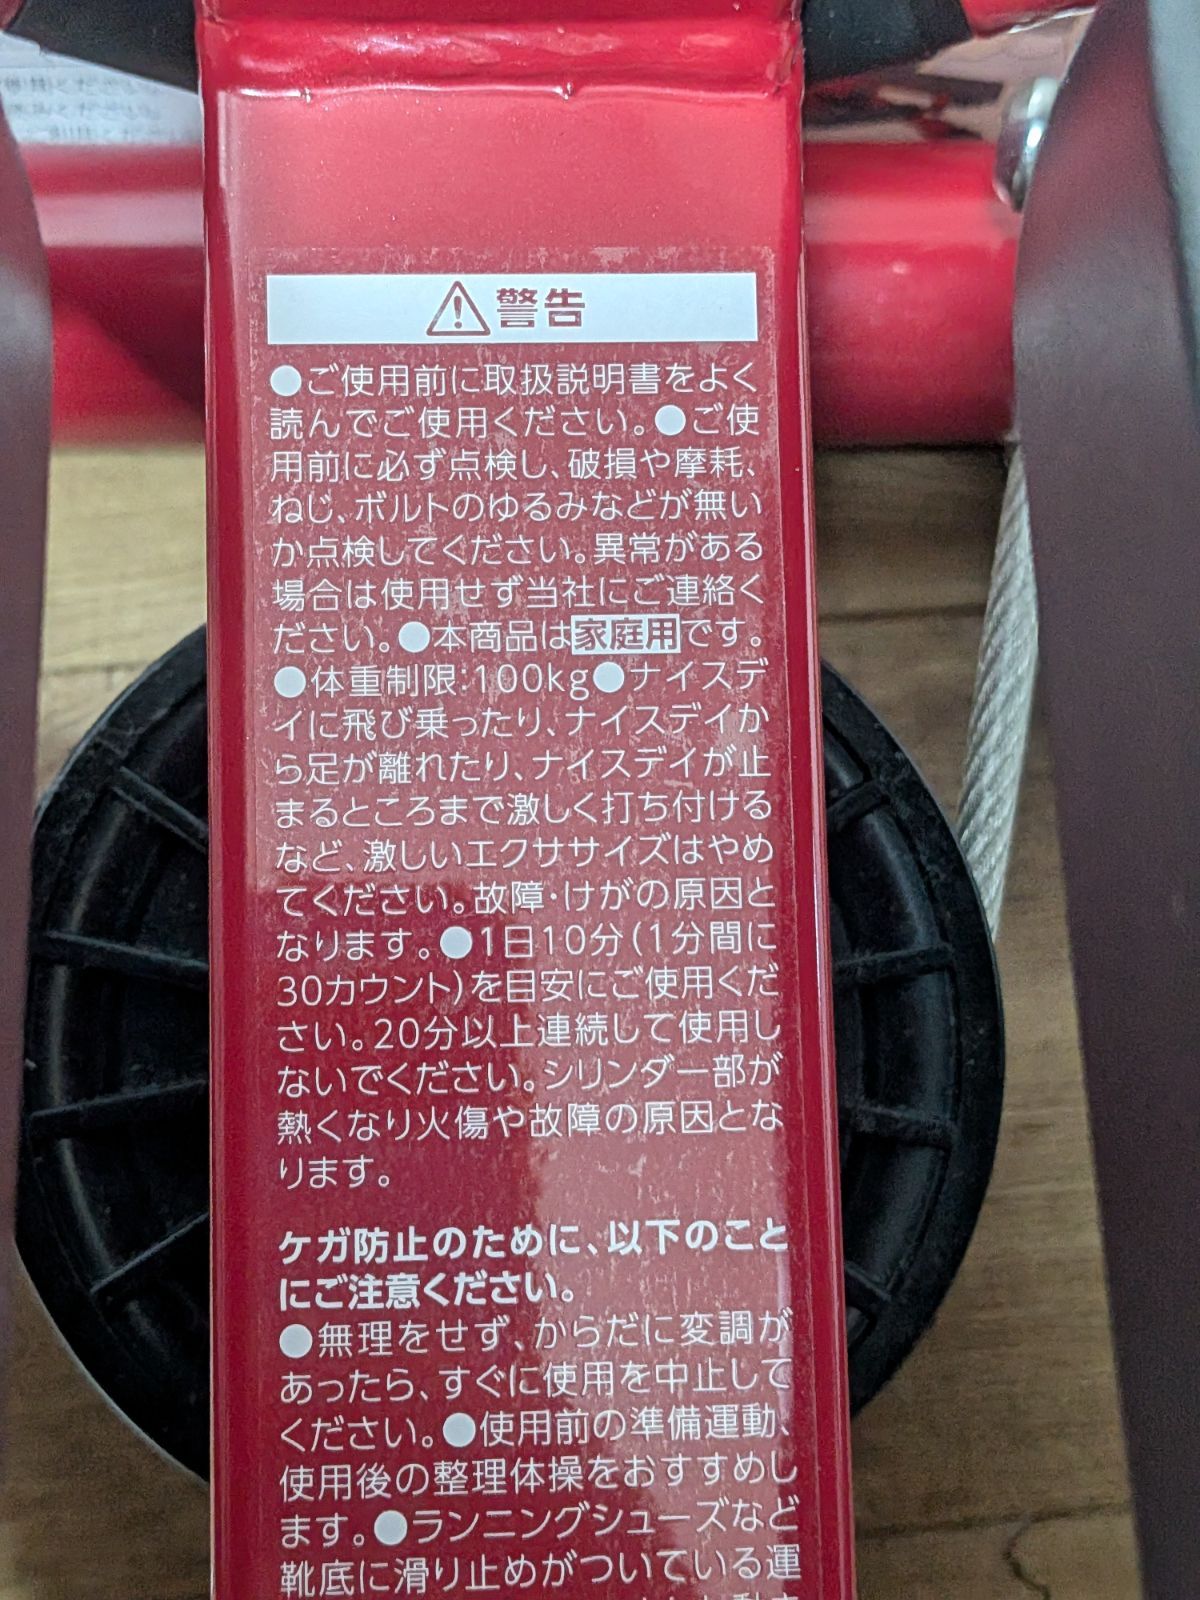 警告
●ご使用前に取扱説明書をよく
読んでご使用ください。●ご使
用前に必ず点検し、破損や摩耗、
ねじ、ボルトのゆるみなどが無い
か点検してください。異常がある
場合は使用せず当社にご連絡く
ださい。●本商品は家庭用です。
●体重制限:100kg●ナイスデ
イに飛び乗ったり、ナイスデイか
ら足が離れたり、ナイスデイが止
まるところまで激しく打ち付ける
など、激しいエクササイズはやめ
てください。故障・けがの原因と
なります。●1日10分(1分間に
30カウント)を目安にご使用くだ
さい。20分以上連続して使用し
ないでください。シリンダー部が
熱くなり火傷や故障の原因とな
ります。
ケガ防止のために、以下のこと
にご注意ください。
●無理をせず、からだに変調が
あったら、すぐに使用を中止して
ください。●使用前の準備運動、
使用後の整理体操をおすすめし
ます。●ランニングシューズなど
靴底に滑り止めがついている運